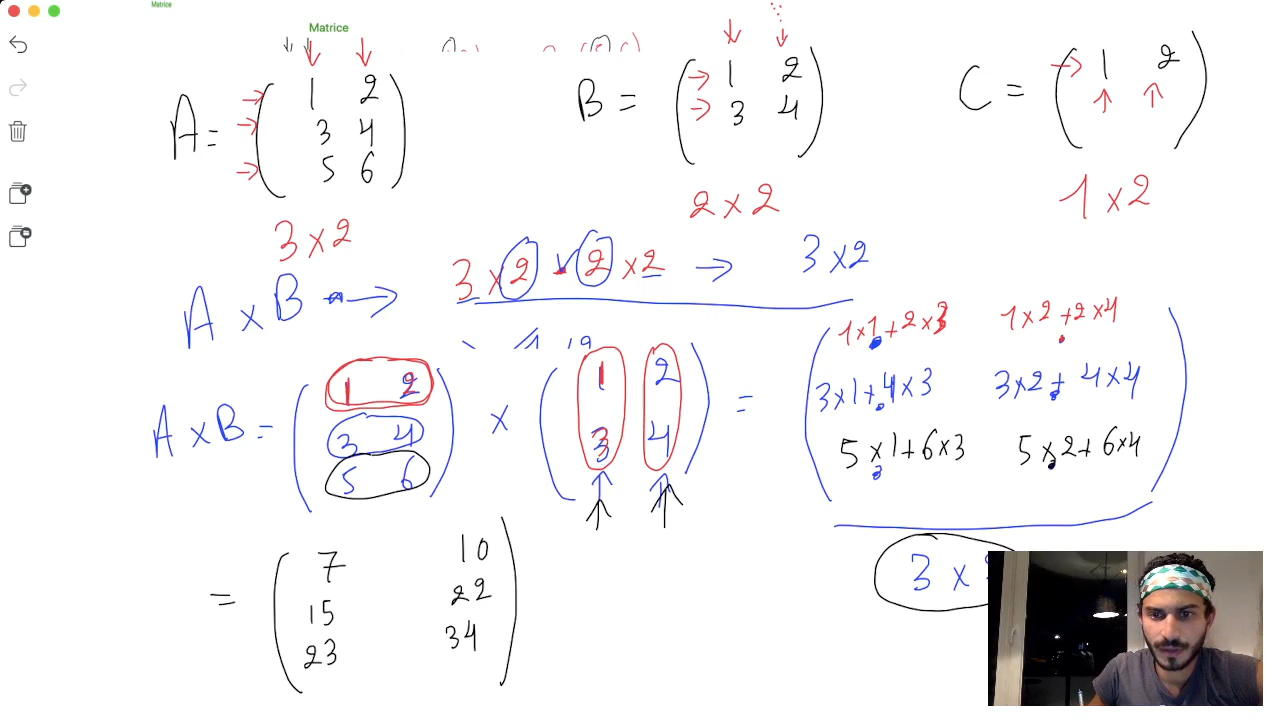 Matrice
Matrice
A = ( 1 2
3 4
5 6 )
B = ( 1 2
3 4 )
C = ( 1 2 )
3 x 2
2 x 2
1 x 2
A x B → 3 x 2 · 2 x 2 → 3 x 2
A x B = ( 1 2
3 4
5 6 ) x ( 1 2
3 4 ) = ( 1x1+2x3 1x2+2x4
3x1+4x3 3x2+4x4
5x1+6x3 5x2+6x4 )
3 x
= ( 7 10
15 22
23 34 )